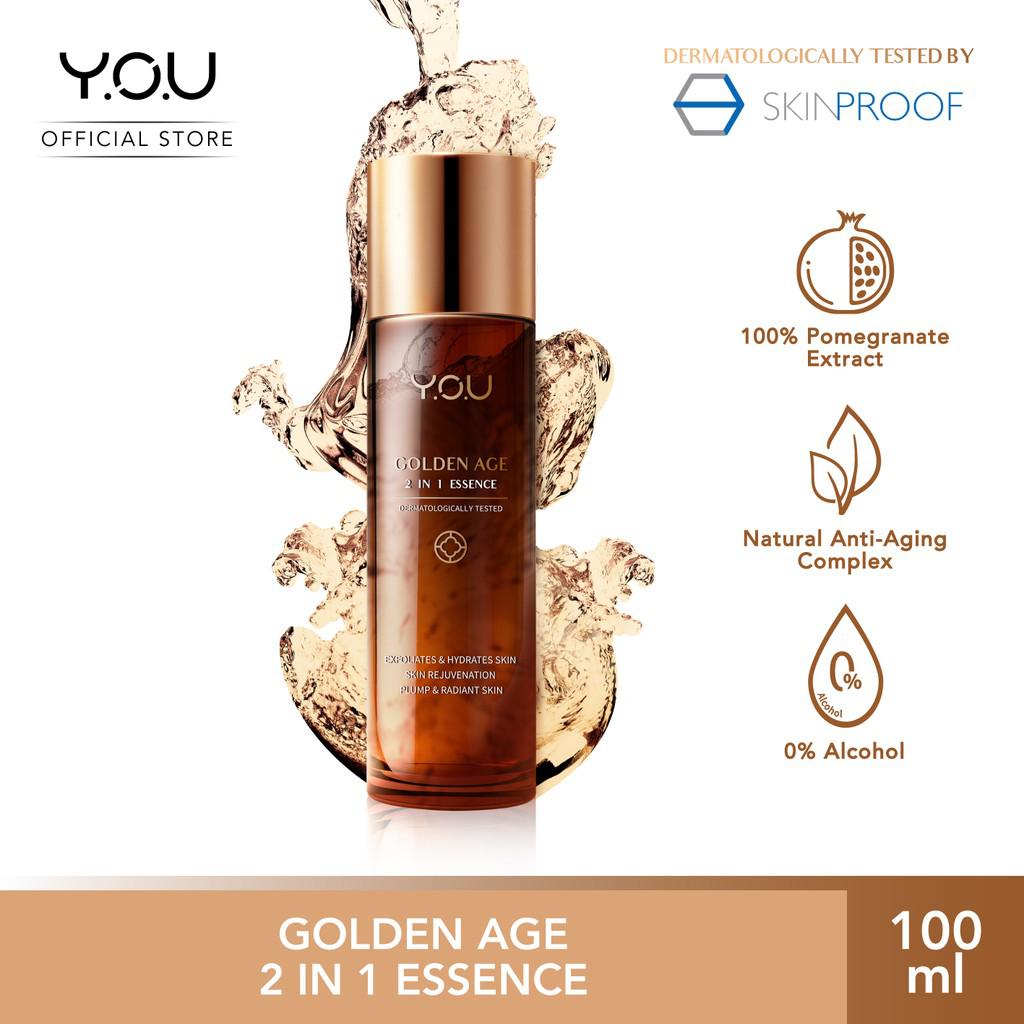 Y.O.U
OFFICIAL STORE
DERMATOLOGICALLY TESTED BY
SKINPROOF
Y.O.U
GOLDEN AGE
2 IN 1 ESSENCE
DERMATOLOGICALLY TESTED
EXFOLIATES & HYDRATES SKIN
SKIN REJUVENATION
PLUMP & RADIANT SKIN
100% Pomegranate
Extract
Natural Anti-Aging
Complex
0%
Alcohol
0% Alcohol
GOLDEN AGE
2 IN 1 ESSENCE
100
ml